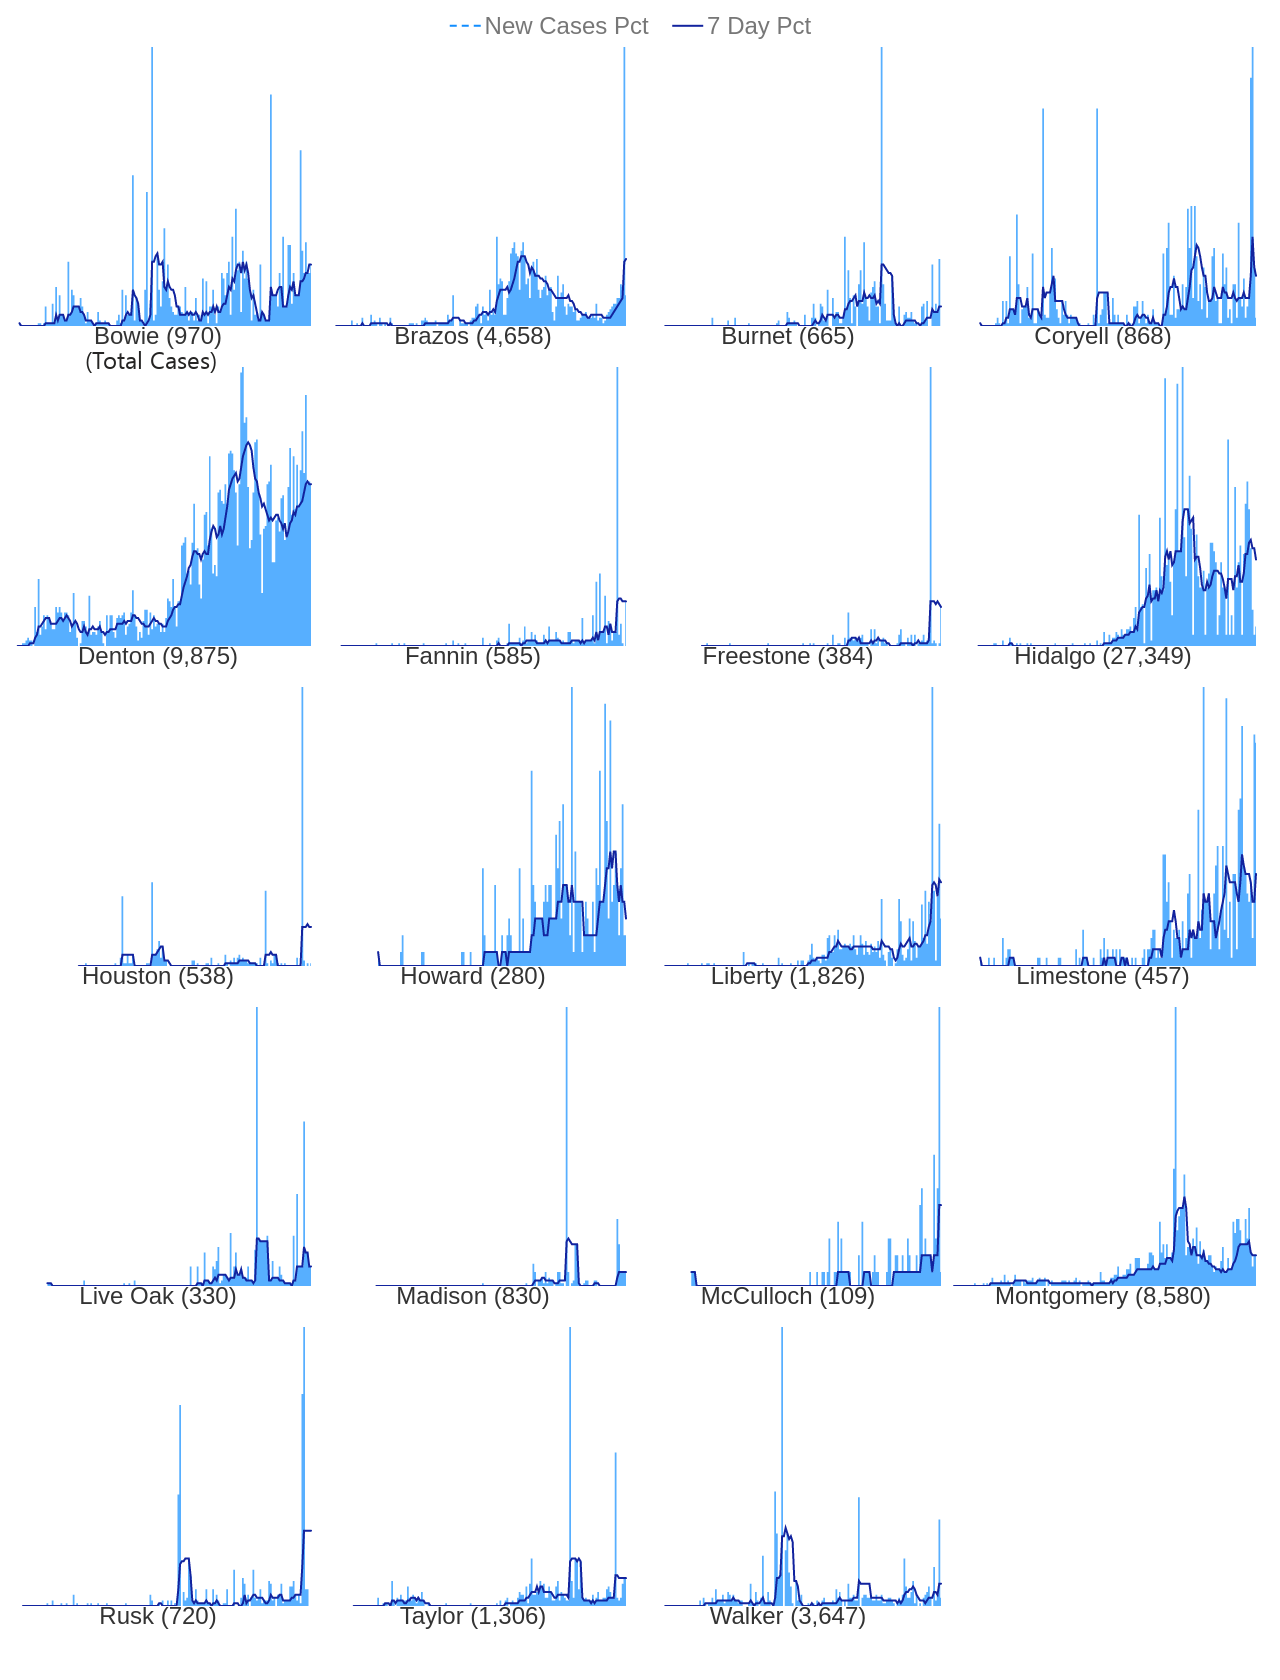 New Cases Pct 7 Day Pct
Bowie (970) Brazos (4,658) Burnet (665) Coryell (868)
(Total Cases)
Denton (9,875) Fannin (585) Freestone (384) Hidalgo (27,349)
Houston (538) Howard (280) Liberty (1,826) Limestone (457)
Live Oak (330) Madison (830) McCulloch (109) Montgomery (8,580)
Rusk (720) Taylor (1,306) Walker (3,647)